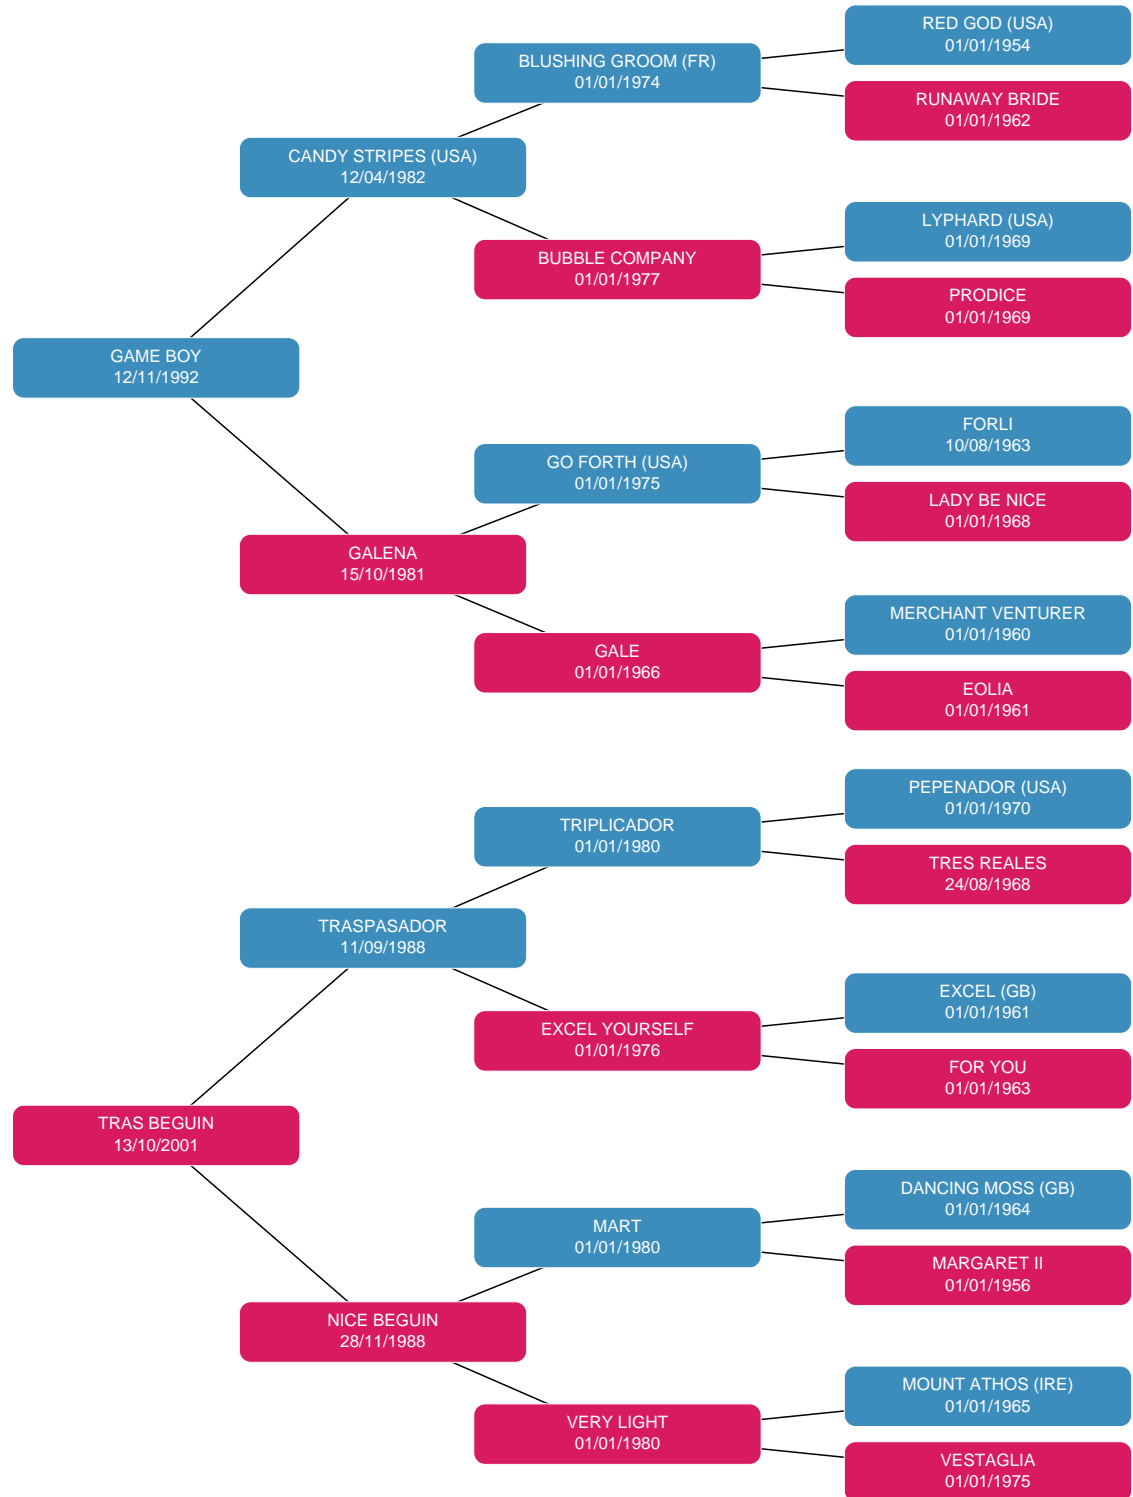 RED GOD (USA)
01/01/1954
BLUSHING GROOM (FR)
01/01/1974
RUNAWAY BRIDE
01/01/1962
CANDY STRIPES (USA)
12/04/1982
LYPHARD (USA)
01/01/1969
BUBBLE COMPANY
01/01/1977
PRODICE
01/01/1969
GAME BOY
12/11/1992
FORLI
10/08/1963
GO FORTH (USA)
01/01/1975
LADY BE NICE
01/01/1968
GALENA
15/10/1981
MERCHANT VENTURER
01/01/1960
GALE
01/01/1966
EOLIA
01/01/1961
PEPENADOR (USA)
01/01/1970
TRIPLICADOR
01/01/1980
TRES REALES
24/08/1968
TRASPASADOR
11/09/1988
EXCEL (GB)
01/01/1961
EXCEL YOURSELF
01/01/1976
FOR YOU
01/01/1963
TRAS BEGUIN
13/10/2001
DANCING MOSS (GB)
01/01/1964
MART
01/01/1980
MARGARET II
01/01/1956
NICE BEGUIN
28/11/1988
MOUNT ATHOS (IRE)
01/01/1965
VERY LIGHT
01/01/1980
VESTAGLIA
01/01/1975